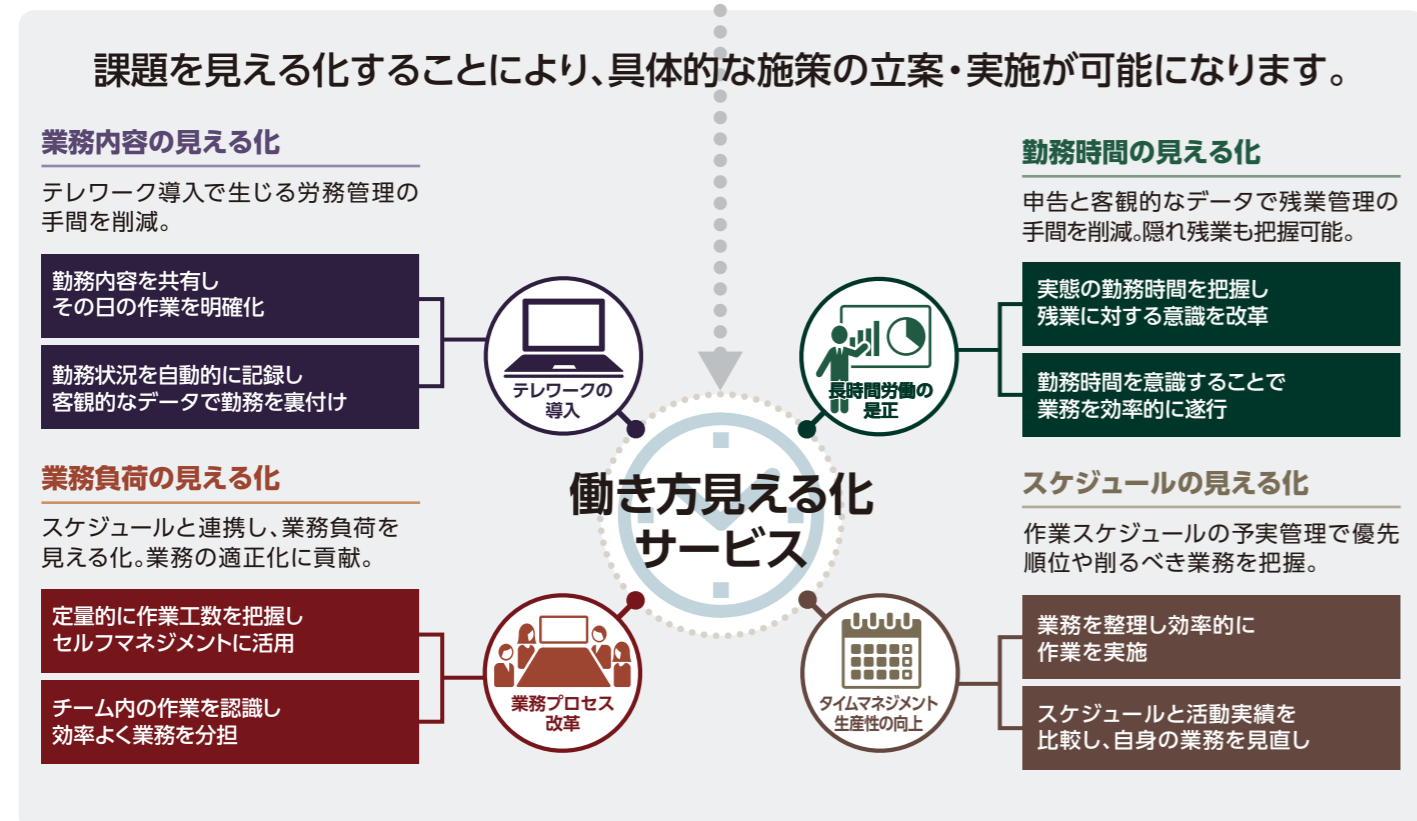 課題を見える化することにより、具体的な施策の立案・実施が可能になります。
業務内容の見える化
テレワーク導入で生じる労務管理の
手間を削減。
勤務内容を共有し
その日の作業を明確化
勤務状況を自動的に記録し
客観的なデータで勤務を裏付け
テレワークの
導入
勤務時間の見える化
申告と客観的なデータで残業管理の
手間を削減。隠れ残業も把握可能。
実態の勤務時間を把握し
残業に対する意識を改革
勤務時間を意識することで
業務を効率的に遂行
長時間労働の
是正
働き方見える化
サービス
業務負荷の見える化
スケジュールと連携し、業務負荷を
見える化。業務の適正化に貢献。
定量的に作業工数を把握し
セルフマネジメントに活用
チーム内の作業を認識し
効率よく業務を分担
業務プロセス
改革
スケジュールの見える化
作業スケジュールの予実管理で優先
順位や削るべき業務を把握。
業務を整理し効率的に
作業を実施
スケジュールと活動実績を
比較し、自身の業務を見直し
タイムマネジメント
生産性の向上